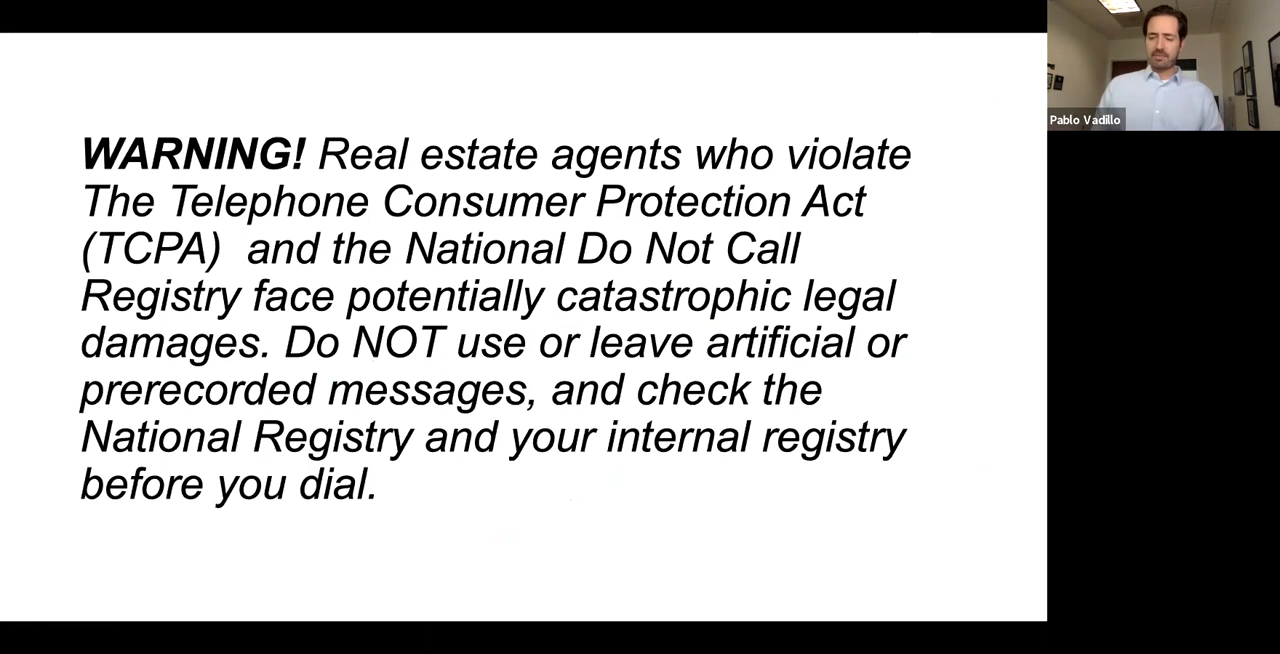 WARNING! Real estate agents who violate
The Telephone Consumer Protection Act
(TCPA)  and the National Do Not Call
Registry face potentially catastrophic legal
damages. Do NOT use or leave artificial or
prerecorded messages, and check the
National Registry and your internal registry
before you dial.
Pablo Vadillo